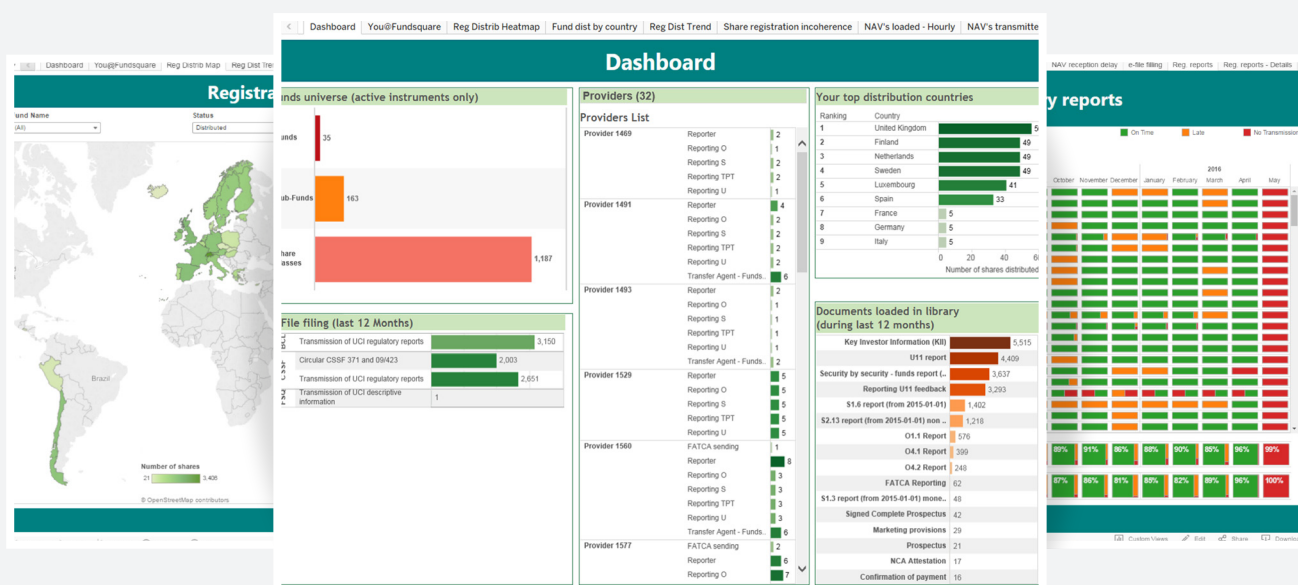 Dashboard You@Fundsquare Reg Distrib Map Reg Dist Tre
Registra
und Name Status
(All) Distributed
Brazil
Number of shares
21 3,408
© OpenStreetMap contributors
Dashboard You@Fundsquare Reg Distrib Heatmap Fund dist by country Reg Dist Trend Share registration incoherence NAV's loaded - Hourly NAV's transmitte
Dashboard
nds universe (active instruments only)
nds 35
ub-Funds 163
hare
asses 1,187
File filing (last 12 Months)
BCL Transmission of UCI regulatory reports 3,150
CSSF Circular CSSF 371 and 09/423 2,003
Transmission of UCI regulatory reports 2,651
Transmission of UCI descriptive
information 1
Providers (32)
Providers List
Provider 1469 Reporter 2
Reporting O 1
Reporting S 2
Reporting TPT 2
Reporting U 1
Provider 1491 Reporter 4
Reporting O 2
Reporting S 2
Reporting TPT 2
Reporting U 2
Transfer Agent - Funds.. 6
Provider 1493 Reporter 2
Reporting O 1
Reporting S 1
Reporting TPT 1
Reporting U 1
Transfer Agent - Funds.. 2
Provider 1529 Reporter 5
Reporting O 5
Reporting S 5
Reporting TPT 5
Reporting U 5
Provider 1560 FATCA sending 1
Reporter 8
Reporting O 3
Reporting S 3
Reporting TPT 3
Reporting U 3
Transfer Agent - Funds.. 6
Provider 1577 FATCA sending 2
Reporter 6
Reporting O 7
Your top distribution countries
Ranking Country
1 United Kingdom 5
2 Finland 49
3 Netherlands 49
4 Sweden 49
5 Luxembourg 41
6 Spain 33
7 France 5
8 Germany 5
9 Italy 5
0 20 40 6
Number of shares distributed
Documents loaded in library
(during last 12 months)
Key Investor Information (KII) 5,515
U11 report 4,409
Security by security - funds report (.. 3,637
Reporting U11 feedback 3,293
S1.6 report (from 2015-01-01) 1,402
S2.13 report (from 2015-01-01) non .. 1,218
O1.1 Report 576
O4.1 Report 399
O4.2 Report 248
FATCA Reporting 62
S1.3 report (from 2015-01-01) mone.. 48
Signed Complete Prospectus 42
Marketing provisions 29
Prospectus 21
NCA Attestation 17
Confirmation of payment 16
NAV reception delay e-file filling Reg. reports Reg. reports - Details
y reports
On Time Late No Transmission
2016
October November December January February March April May
89% 91% 86% 88% 90% 85% 96% 99%
87% 86% 81% 88% 82% 89% 96% 100%
Custom Views Edit Share Downloa